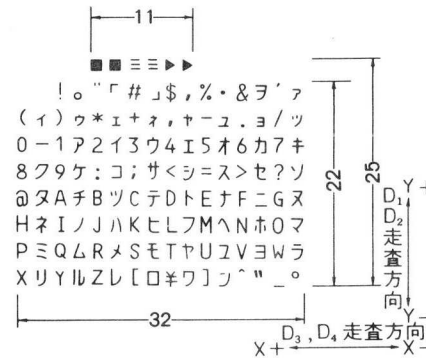 11
■■☰☰▶▶
!。"「#」$,%・&ヲ'ァ
(ィ)ゥ*ェ+ォ,ャ-ュ.ョ/ッ
0ー1ア2イ3ウ4エ5オ6カ7キ
8ク9ケ:コ;サ<シ=ス>セ?ソ
@タAチBツCテDトEナFニGヌ
HネIノJハKヒLフMヘNホOマ
PミQムRメSモTヤUユVヨWラ
XリYルZレ[ロ¥ワ]ン^゛_゜
32
22
25
Y+
D₁
D₂
走査方向
Y−
D₃,D₄走査方向
X+
X−